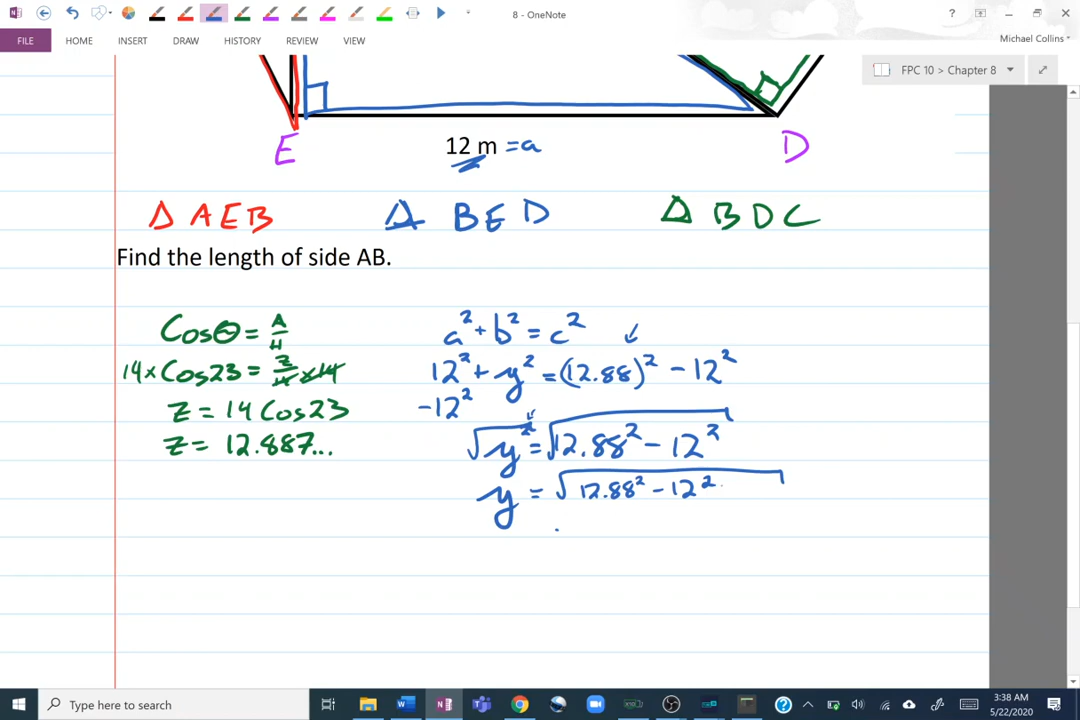 8 - OneNote
?
FILE HOME INSERT DRAW HISTORY REVIEW VIEW
Michael Collins
FPC 10 > Chapter 8
12 m = a
E D
Δ AEB Δ BED Δ BDC
Find the length of side AB.
Cosθ = A/H
14 × Cos23 = z/14 × 14
z = 14 Cos23
z = 12.887...
a² + b² = c²
12² + y² = (12.88)² - 12²
-12²
√y² = √12.88² - 12²
y = √12.88² - 12²
Type here to search
3:38 AM
5/22/2020